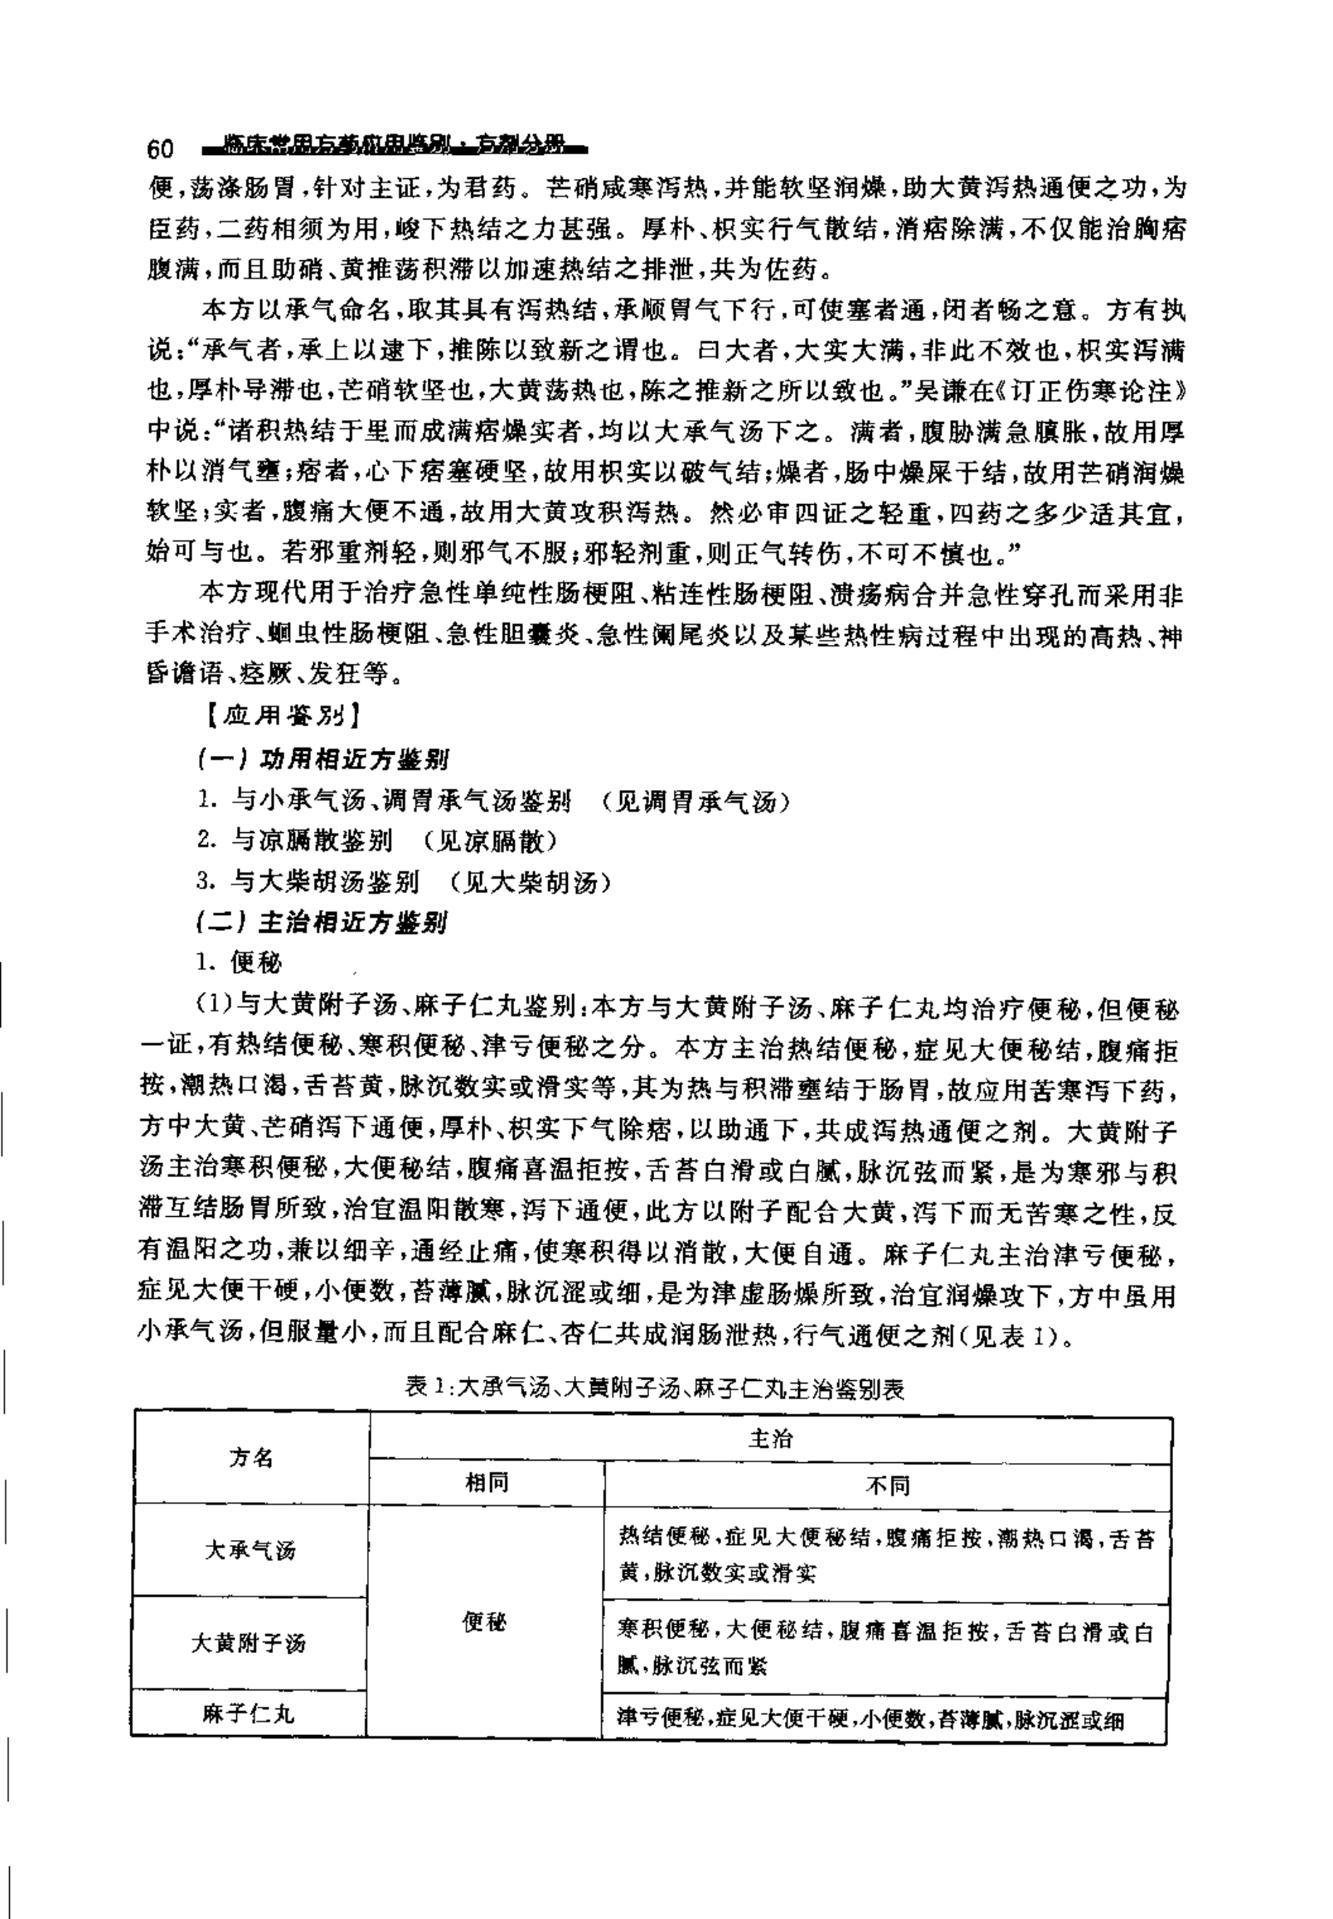 60 临床常用方药应用鉴别·方剂分册
便,荡涤肠胃,针对主证,为君药。芒硝咸寒泻热,并能软坚润燥,助大黄泻热通便之功,为
臣药,二药相须为用,峻下热结之力甚强。厚朴、枳实行气散结,消痞除满,不仅能治胸痞
腹满,而且助硝、黄推荡积滞以加速热结之排泄,共为佐药。
本方以承气命名,取其具有泻热结,承顺胃气下行,可使塞者通,闭者畅之意。方有执
说:“承气者,承上以逮下,推陈以致新之谓也。曰大者,大实大满,非此不效也,枳实泻满
也,厚朴导滞也,芒硝软坚也,大黄荡热也,陈之推新之所以致也。”吴谦在《订正伤寒论注》
中说:“诸积热结于里而成满痞燥实者,均以大承气汤下之。满者,腹胁满急䐜胀,故用厚
朴以消气壅;痞者,心下痞塞硬坚,故用枳实以破气结;燥者,肠中燥屎干结,故用芒硝润燥
软坚;实者,腹痛大便不通,故用大黄攻积泻热。然必审四证之轻重,四药之多少适其宜,
始可与也。若邪重剂轻,则邪气不服;邪轻剂重,则正气转伤,不可不慎也。”
本方现代用于治疗急性单纯性肠梗阻、粘连性肠梗阻、溃疡病合并急性穿孔而采用非
手术治疗、蛔虫性肠梗阻、急性胆囊炎、急性阑尾炎以及某些热性病过程中出现的高热、神
昏谵语、痉厥、发狂等。
【应用鉴别】
(一)功用相近方鉴别
1. 与小承气汤、调胃承气汤鉴别 (见调胃承气汤)
2. 与凉膈散鉴别 (见凉膈散)
3. 与大柴胡汤鉴别 (见大柴胡汤)
(二)主治相近方鉴别
1. 便秘
(1)与大黄附子汤、麻子仁丸鉴别:本方与大黄附子汤、麻子仁丸均治疗便秘,但便秘
一证,有热结便秘、寒积便秘、津亏便秘之分。本方主治热结便秘,症见大便秘结,腹痛拒
按,潮热口渴,舌苔黄,脉沉数实或滑实等,其为热与积滞壅结于肠胃,故应用苦寒泻下药,
方中大黄、芒硝泻下通便,厚朴、枳实下气除痞,以助通下,共成泻热通便之剂。大黄附子
汤主治寒积便秘,大便秘结,腹痛喜温拒按,舌苔白滑或白腻,脉沉弦而紧,是为寒邪与积
滞互结肠胃所致,治宜温阳散寒,泻下通便,此方以附子配合大黄,泻下而无苦寒之性,反
有温阳之功,兼以细辛,通经止痛,使寒积得以消散,大便自通。麻子仁丸主治津亏便秘,
症见大便干硬,小便数,苔薄腻,脉沉涩或细,是为津虚肠燥所致,治宜润燥攻下,方中虽用
小承气汤,但服量小,而且配合麻仁、杏仁共成润肠泄热,行气通便之剂(见表1)。
表1:大承气汤、大黄附子汤、麻子仁丸主治鉴别表
方名
主治
相同
不同
大承气汤
便秘
热结便秘,症见大便秘结,腹痛拒按,潮热口渴,舌苔
黄,脉沉数实或滑实
大黄附子汤
寒积便秘,大便秘结,腹痛喜温拒按,舌苔白滑或白
腻,脉沉弦而紧
麻子仁丸
津亏便秘,症见大便干硬,小便数,苔薄腻,脉沉涩或细